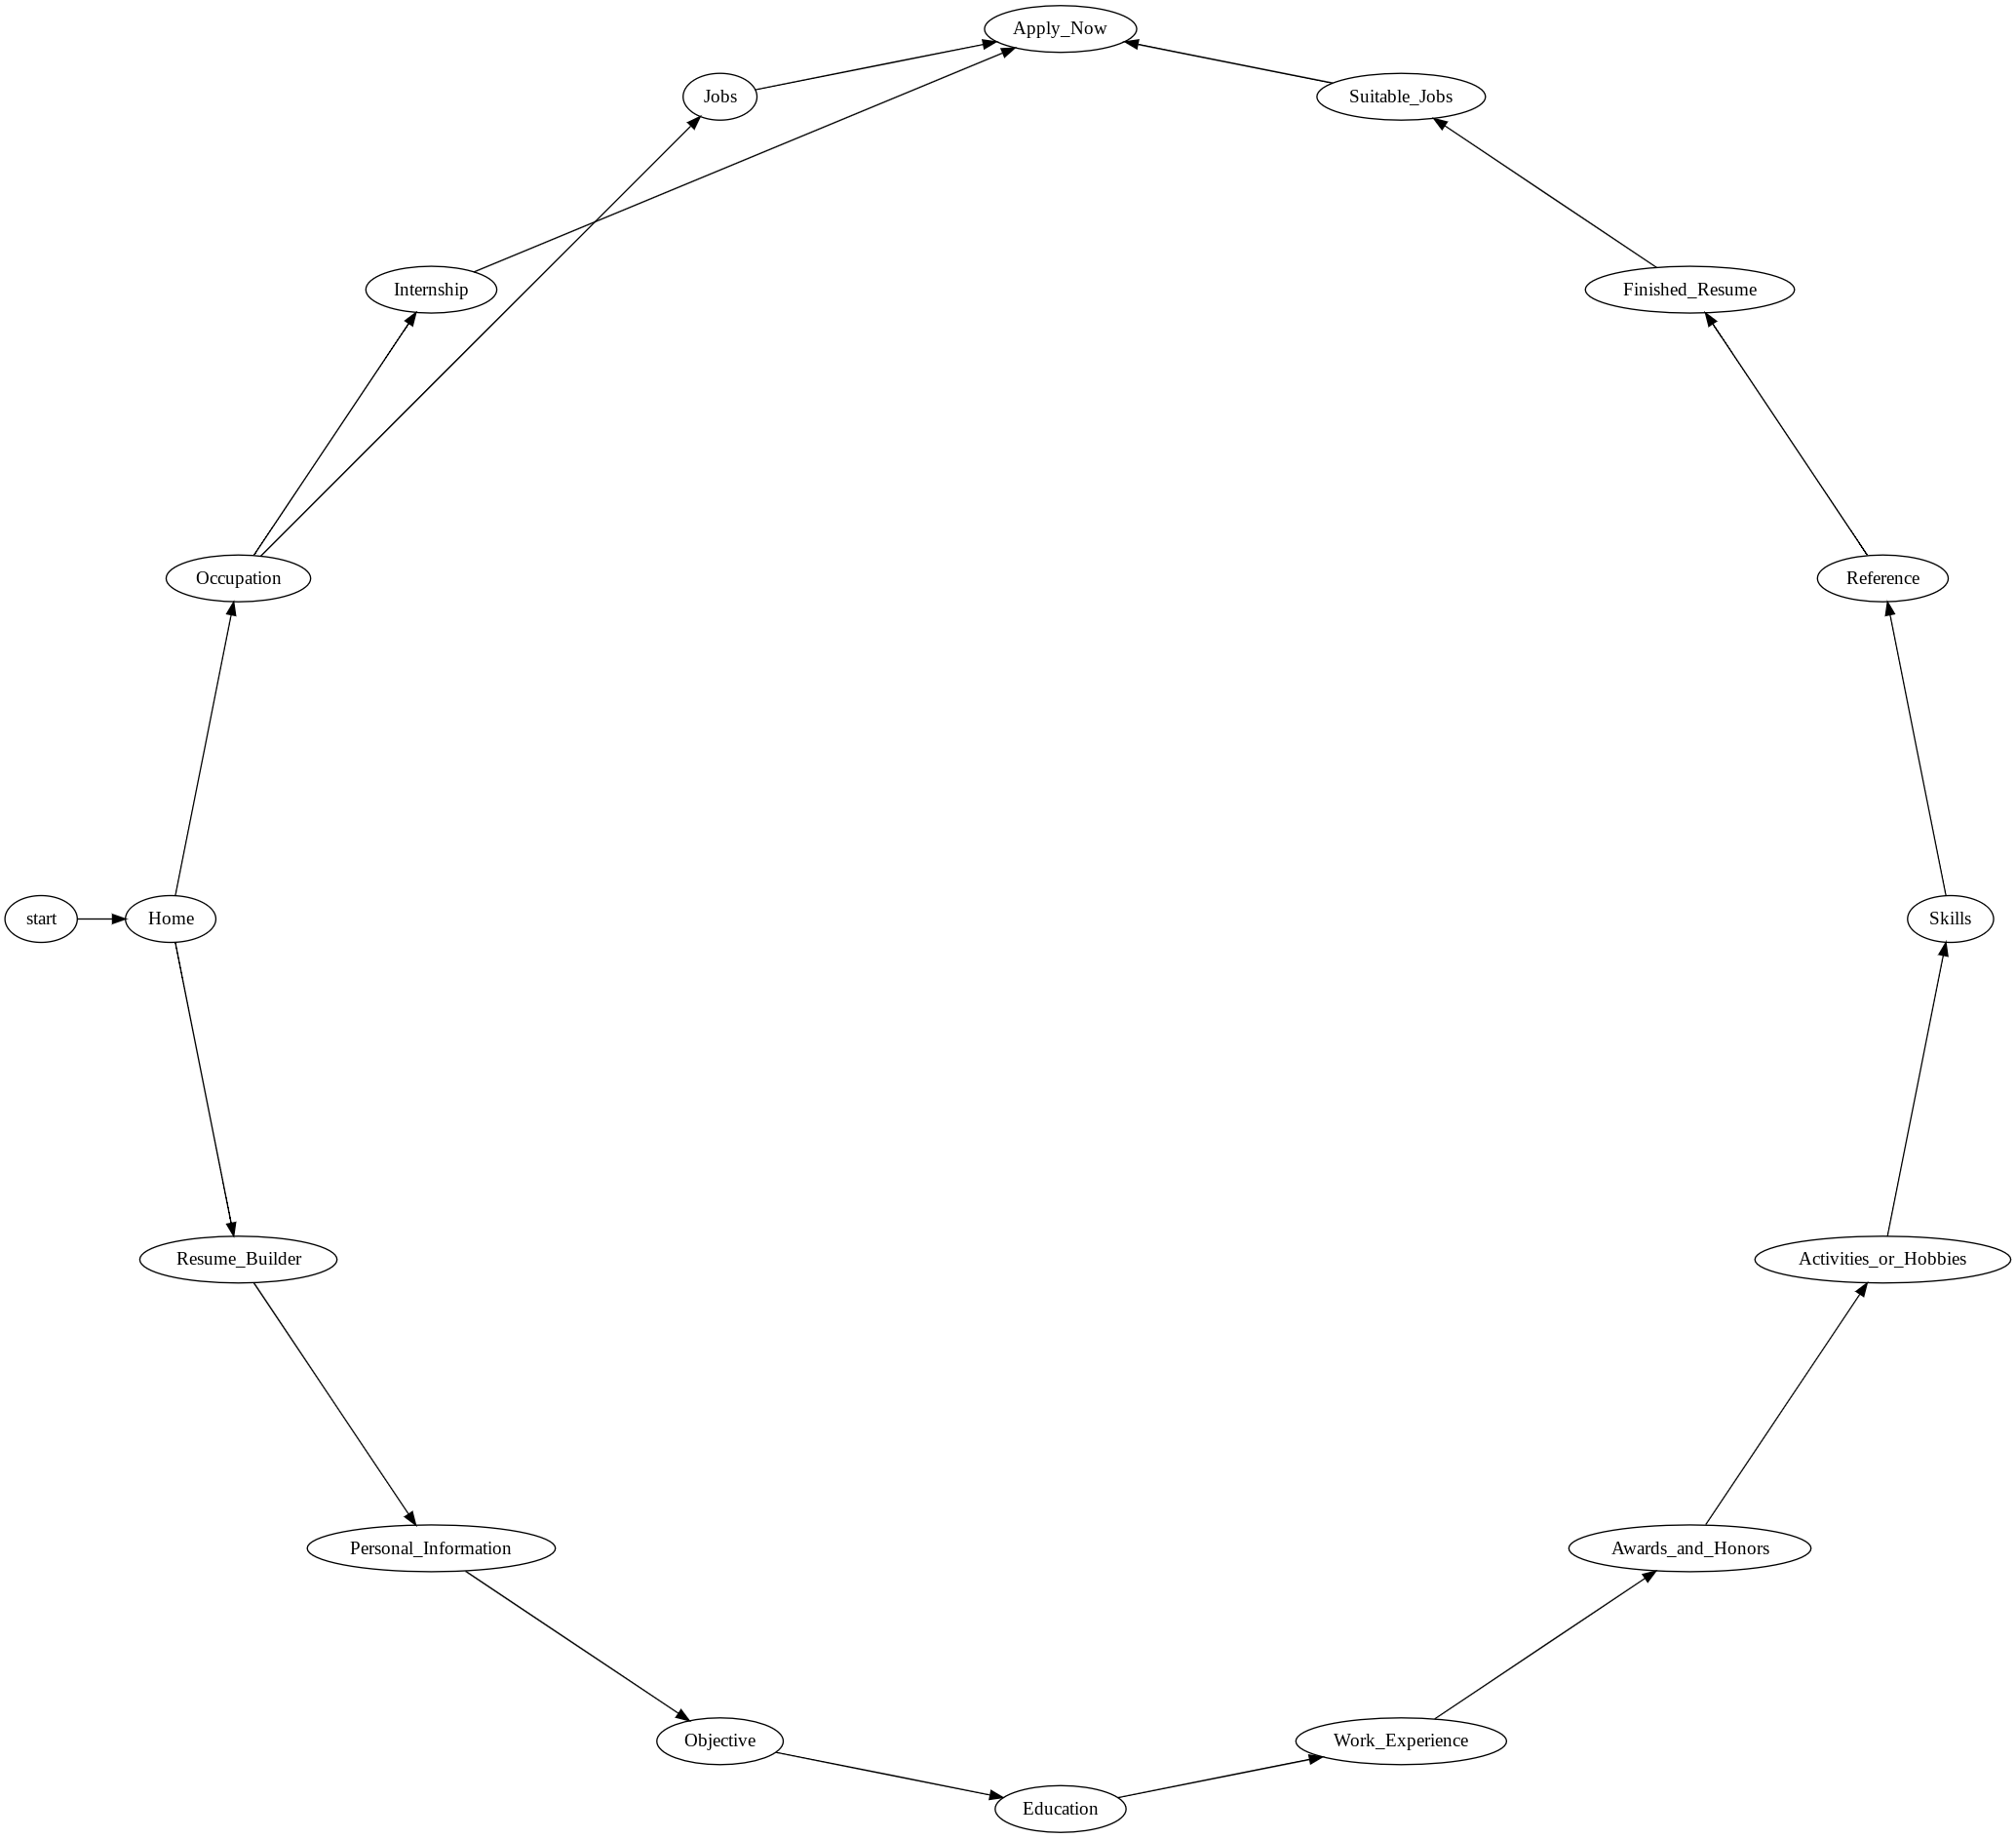 Apply_Now
Jobs
Suitable_Jobs
Internship
Finished_Resume
Occupation
Reference
start
Home
Skills
Resume_Builder
Activities_or_Hobbies
Personal_Information
Awards_and_Honors
Objective
Work_Experience
Education